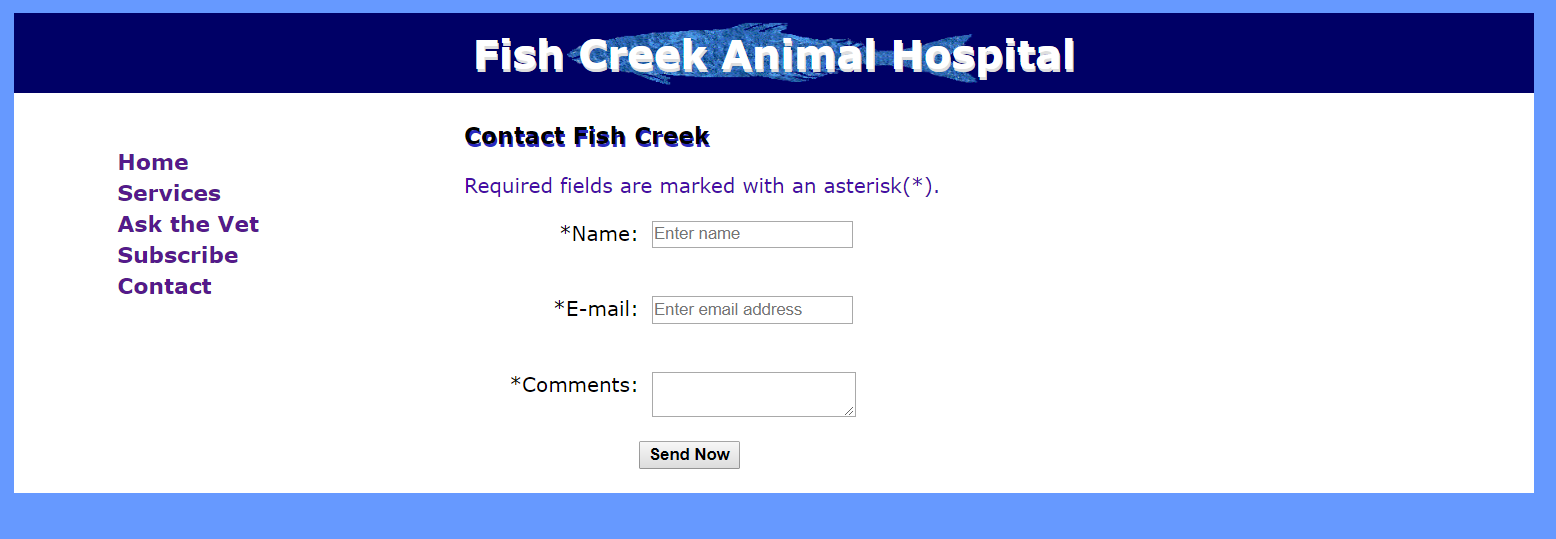 Fish Creek Animal Hospital
Home
Services
Ask the Vet
Subscribe
Contact
Contact Fish Creek
Required fields are marked with an asterisk(*).
*Name: Enter name
*E-mail: Enter email address
*Comments:
Send Now